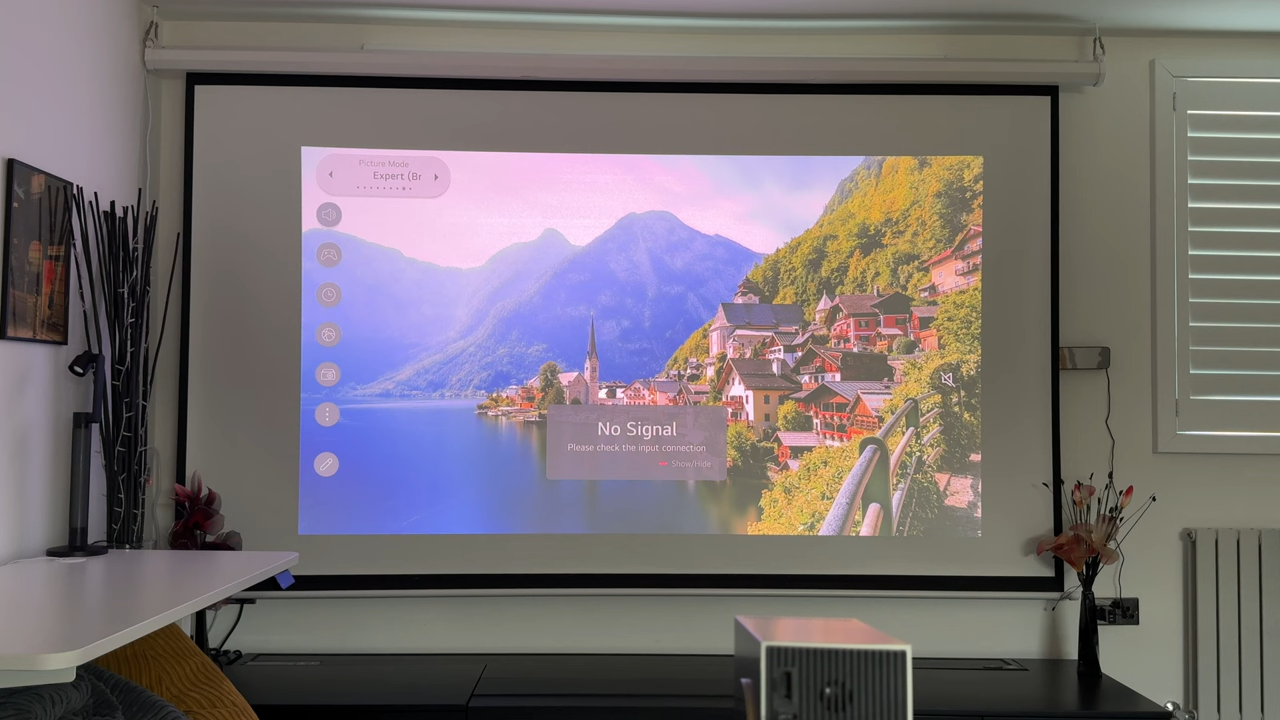 Picture Mode
Expert (Br
No Signal
Please check the input connection
Show/Hide